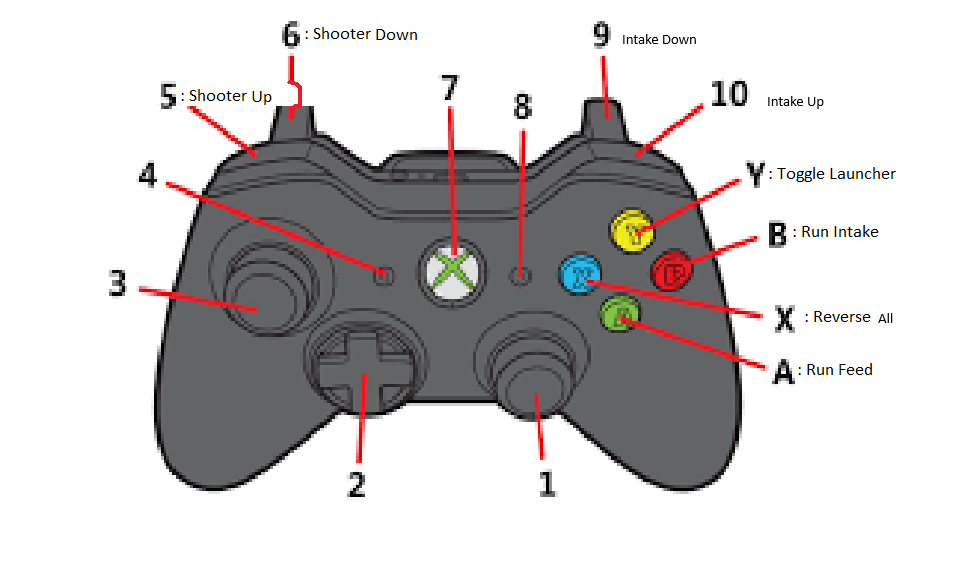 6 : Shooter Down
9 Intake Down
5 : Shooter Up
7
8
10 Intake Up
4
Y : Toggle Launcher
Y
B : Run Intake
3
X : Reverse All
A : Run Feed
2
1